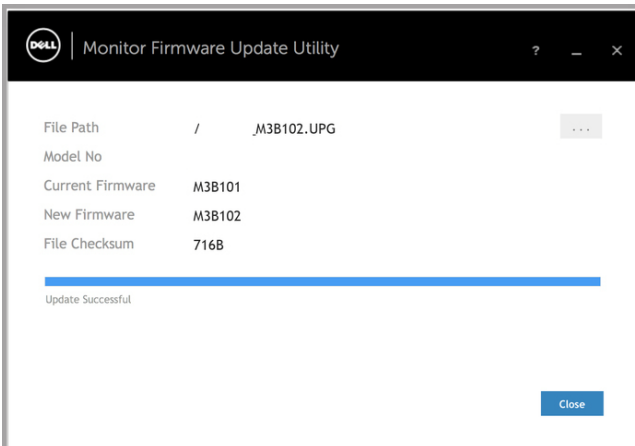 DELL Monitor Firmware Update Utility ? _ ×
File Path / _M3B102.UPG ...
Model No
Current Firmware M3B101
New Firmware M3B102
File Checksum 716B
Update Successful
Close